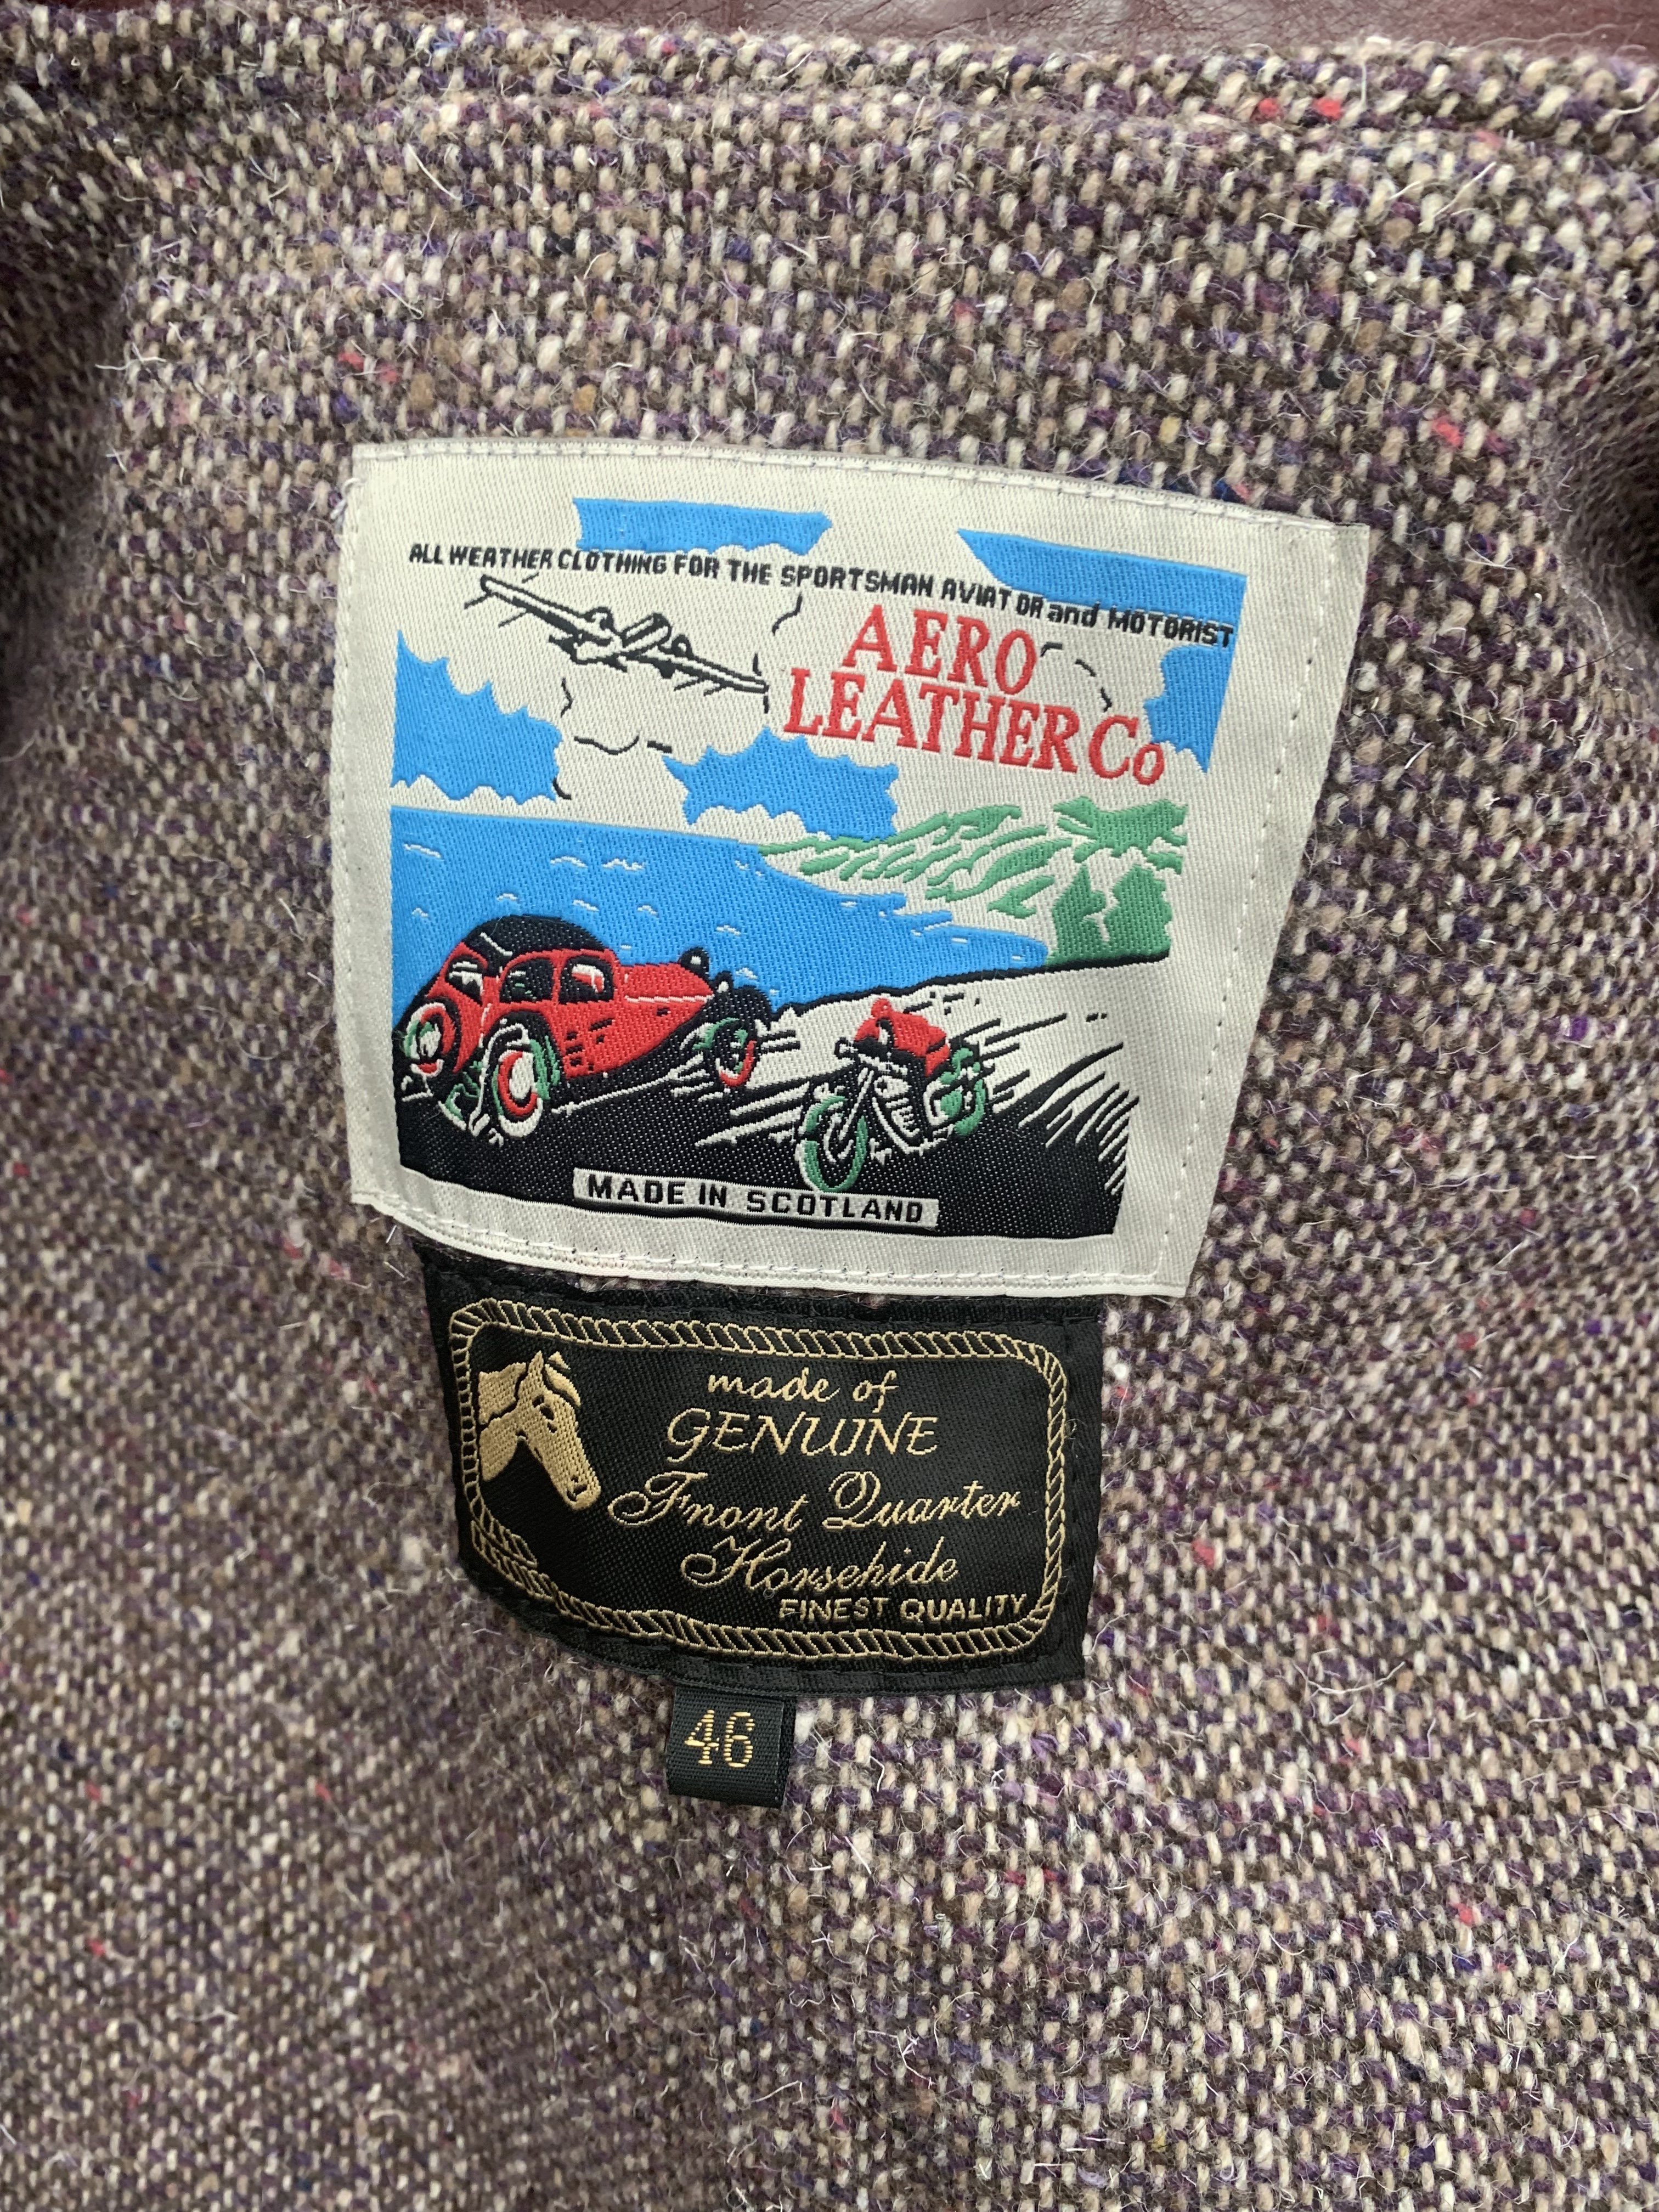 ALL WEATHER CLOTHING FOR THE SPORTSMAN AVIATOR and MOTORIST
AERO
LEATHER Co
MADE IN SCOTLAND
made of
GENUINE
Front Quarter
Horsehide
FINEST QUALITY
46